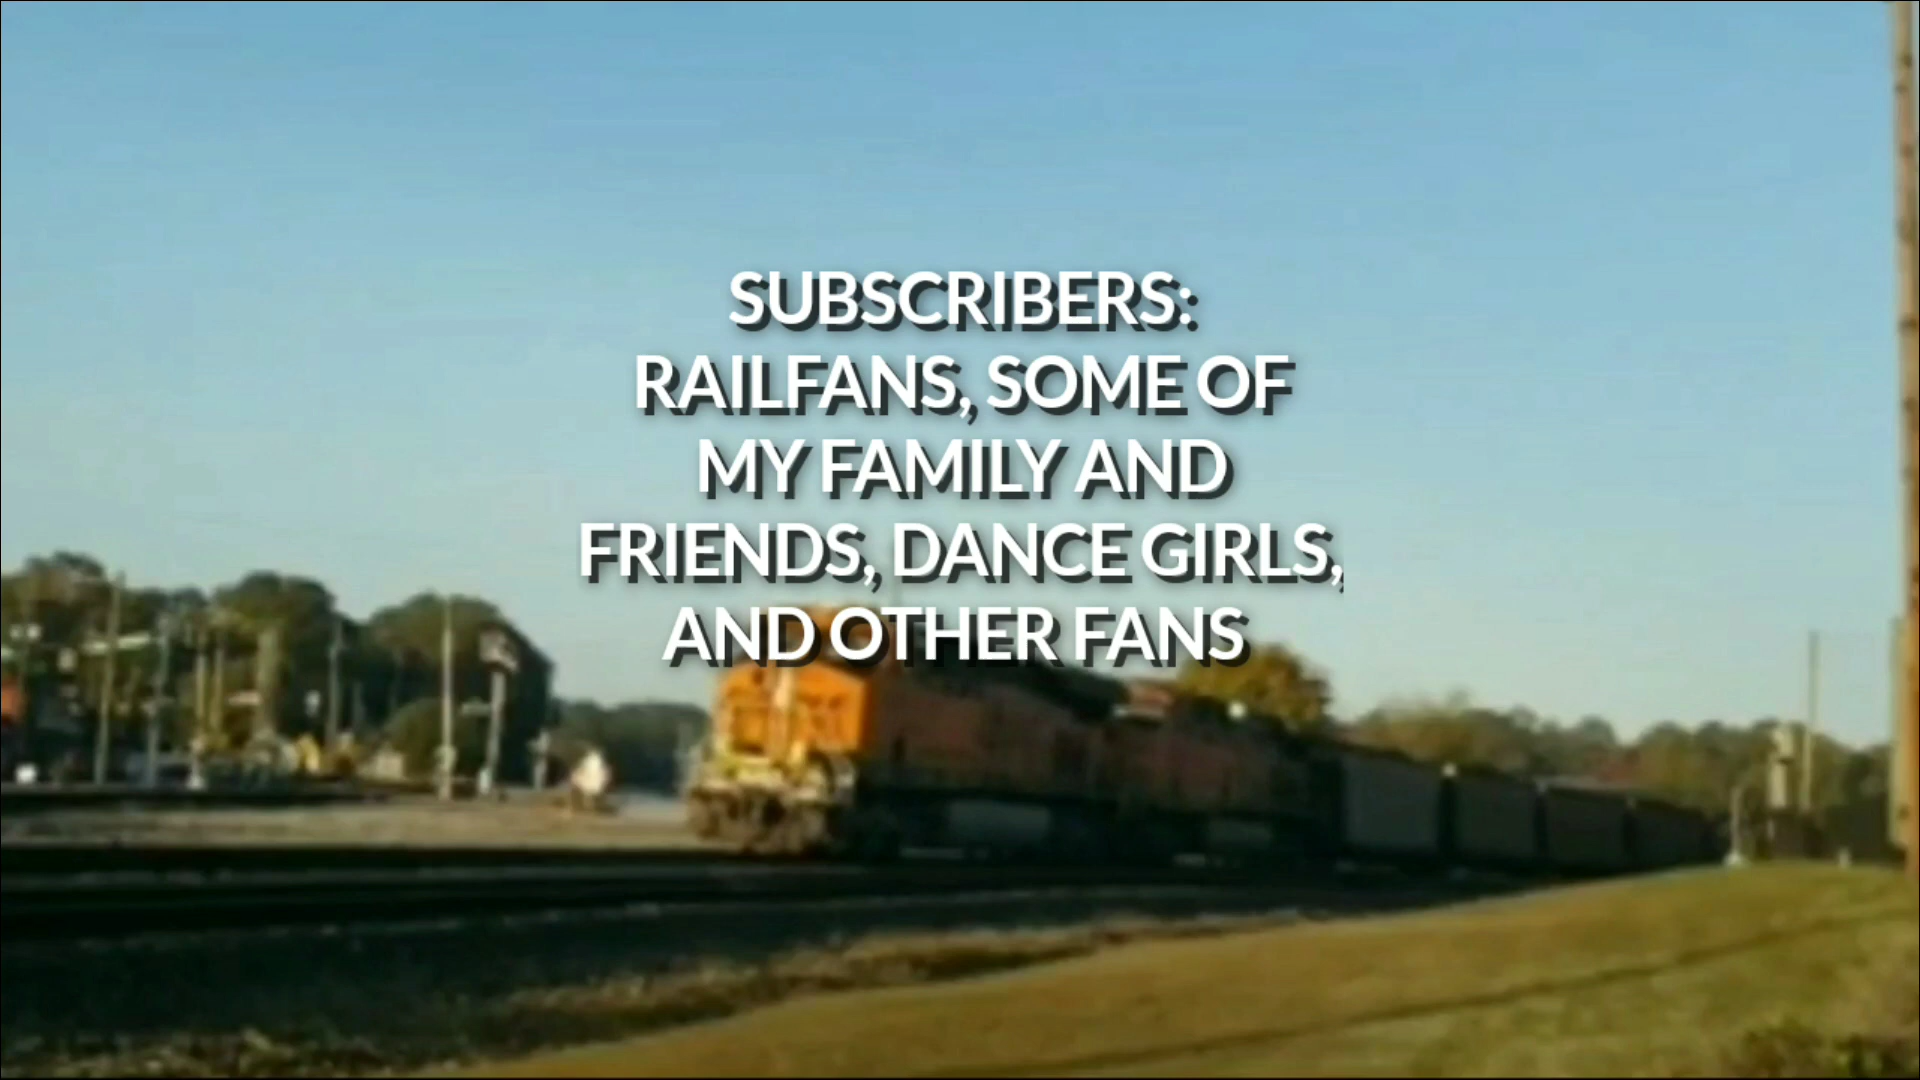 SUBSCRIBERS:
RAILFANS, SOME OF
MY FAMILY AND
FRIENDS, DANCE GIRLS,
AND OTHER FANS